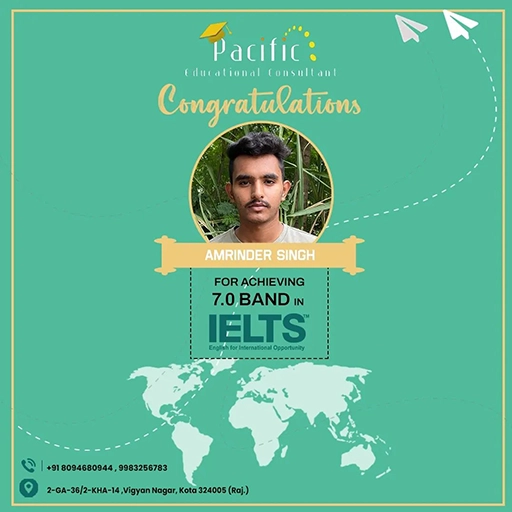 Pacific
Educational Consultant
Congratulations
AMRINDER SINGH
FOR ACHIEVING
7.0 BAND IN
IELTS™
English for International Opportunity
+91 8094680944 , 9983256783
2-GA-36/2-KHA-14 ,Vigyan Nagar, Kota 324005 (Raj.)